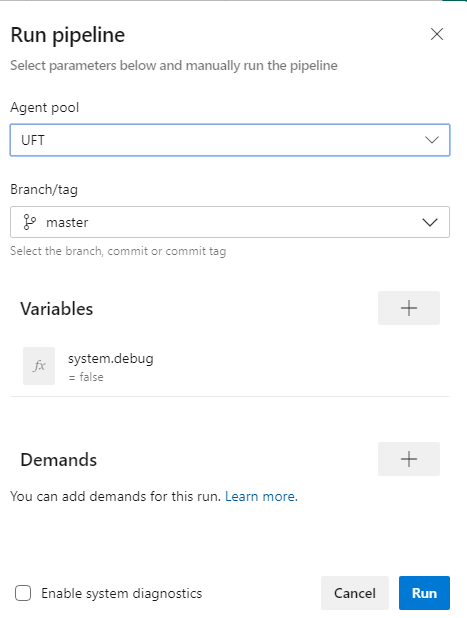 Run pipeline
Select parameters below and manually run the pipeline
Agent pool
UFT
Branch/tag
master
Select the branch, commit or commit tag
Variables
fx
system.debug
= false
Demands
You can add demands for this run. Learn more.
Enable system diagnostics
Cancel
Run